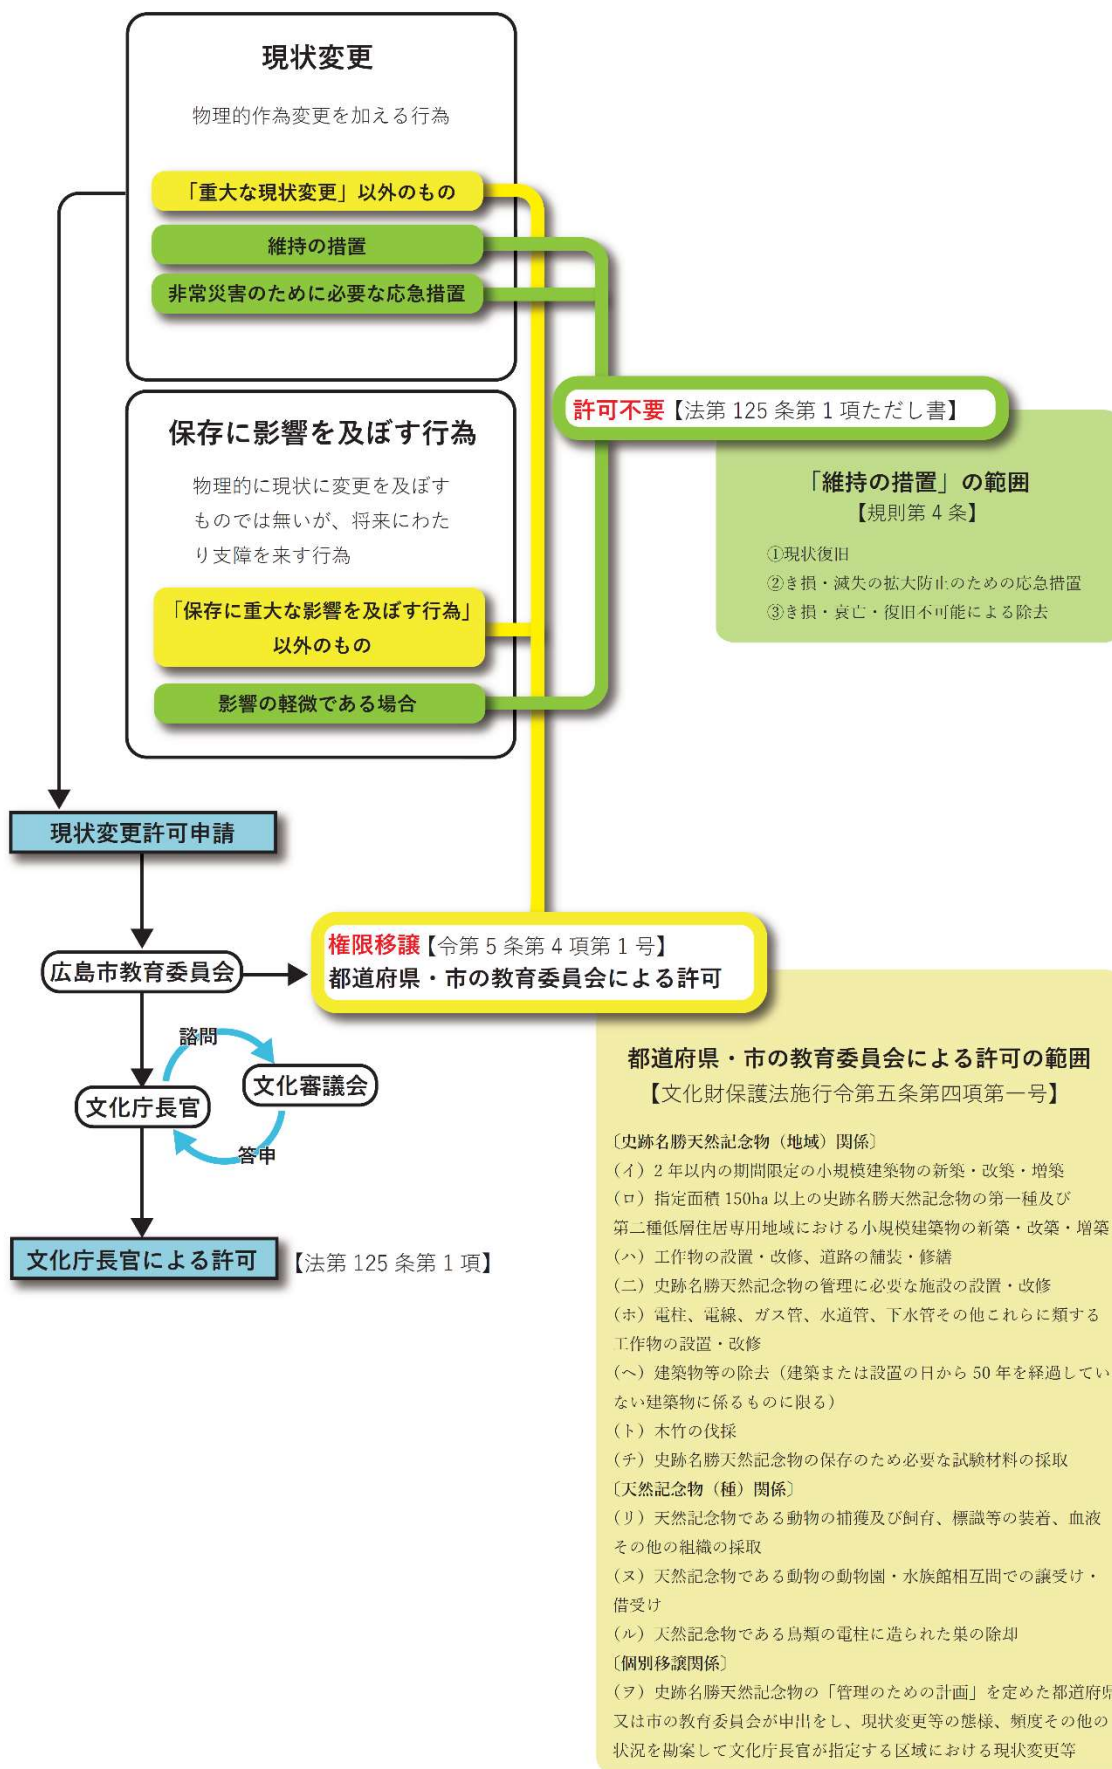 現状変更
物理的作為変更を加える行為
「重大な現状変更」以外のもの
維持の措置
非常災害のために必要な応急措置
保存に影響を及ぼす行為
物理的に現状に変更を及ぼす
ものでは無いが、将来にわた
り支障を来す行為
「保存に重大な影響を及ぼす行為」
以外のもの
影響の軽微である場合
許可不要【法第 125 条第 1 項ただし書】
「維持の措置」の範囲
【規則第 4 条】
①現状復旧
②き損・滅失の拡大防止のための応急措置
③き損・衰亡・復旧不可能による除去
現状変更許可申請
広島市教育委員会
権限移譲【令第 5 条第 4 項第 1 号】
都道府県・市の教育委員会による許可
諮問
文化審議会
文化庁長官
答申
文化庁長官による許可
【法第 125 条第 1 項】
都道府県・市の教育委員会による許可の範囲
【文化財保護法施行令第五条第四項第一号】
〔史跡名勝天然記念物（地域）関係〕
（イ）2 年以内の期間限定の小規模建築物の新築・改築・増築
（ロ）指定面積 150ha 以上の史跡名勝天然記念物の第一種及び
第二種低層住居専用地域における小規模建築物の新築・改築・増築
（ハ）工作物の設置・改修、道路の舗装・修繕
（二）史跡名勝天然記念物の管理に必要な施設の設置・改修
（ホ）電柱、電線、ガス管、水道管、下水管その他これらに類する
工作物の設置・改修
（ヘ）建築物等の除去（建築または設置の日から 50 年を経過してい
ない建築物に係るものに限る）
（ト）木竹の伐採
（チ）史跡名勝天然記念物の保存のため必要な試験材料の採取
〔天然記念物（種）関係〕
（リ）天然記念物である動物の捕獲及び飼育、標識等の装着、血液
その他の組織の採取
（ヌ）天然記念物である動物の動物園・水族館相互間での譲受け・
借受け
（ル）天然記念物である鳥類の電柱に造られた巣の除却
〔個別移譲関係〕
（ヲ）史跡名勝天然記念物の「管理のための計画」を定めた都道府県
又は市の教育委員会が申出をし、現状変更等の態様、頻度その他の
状況を勘案して文化庁長官が指定する区域における現状変更等